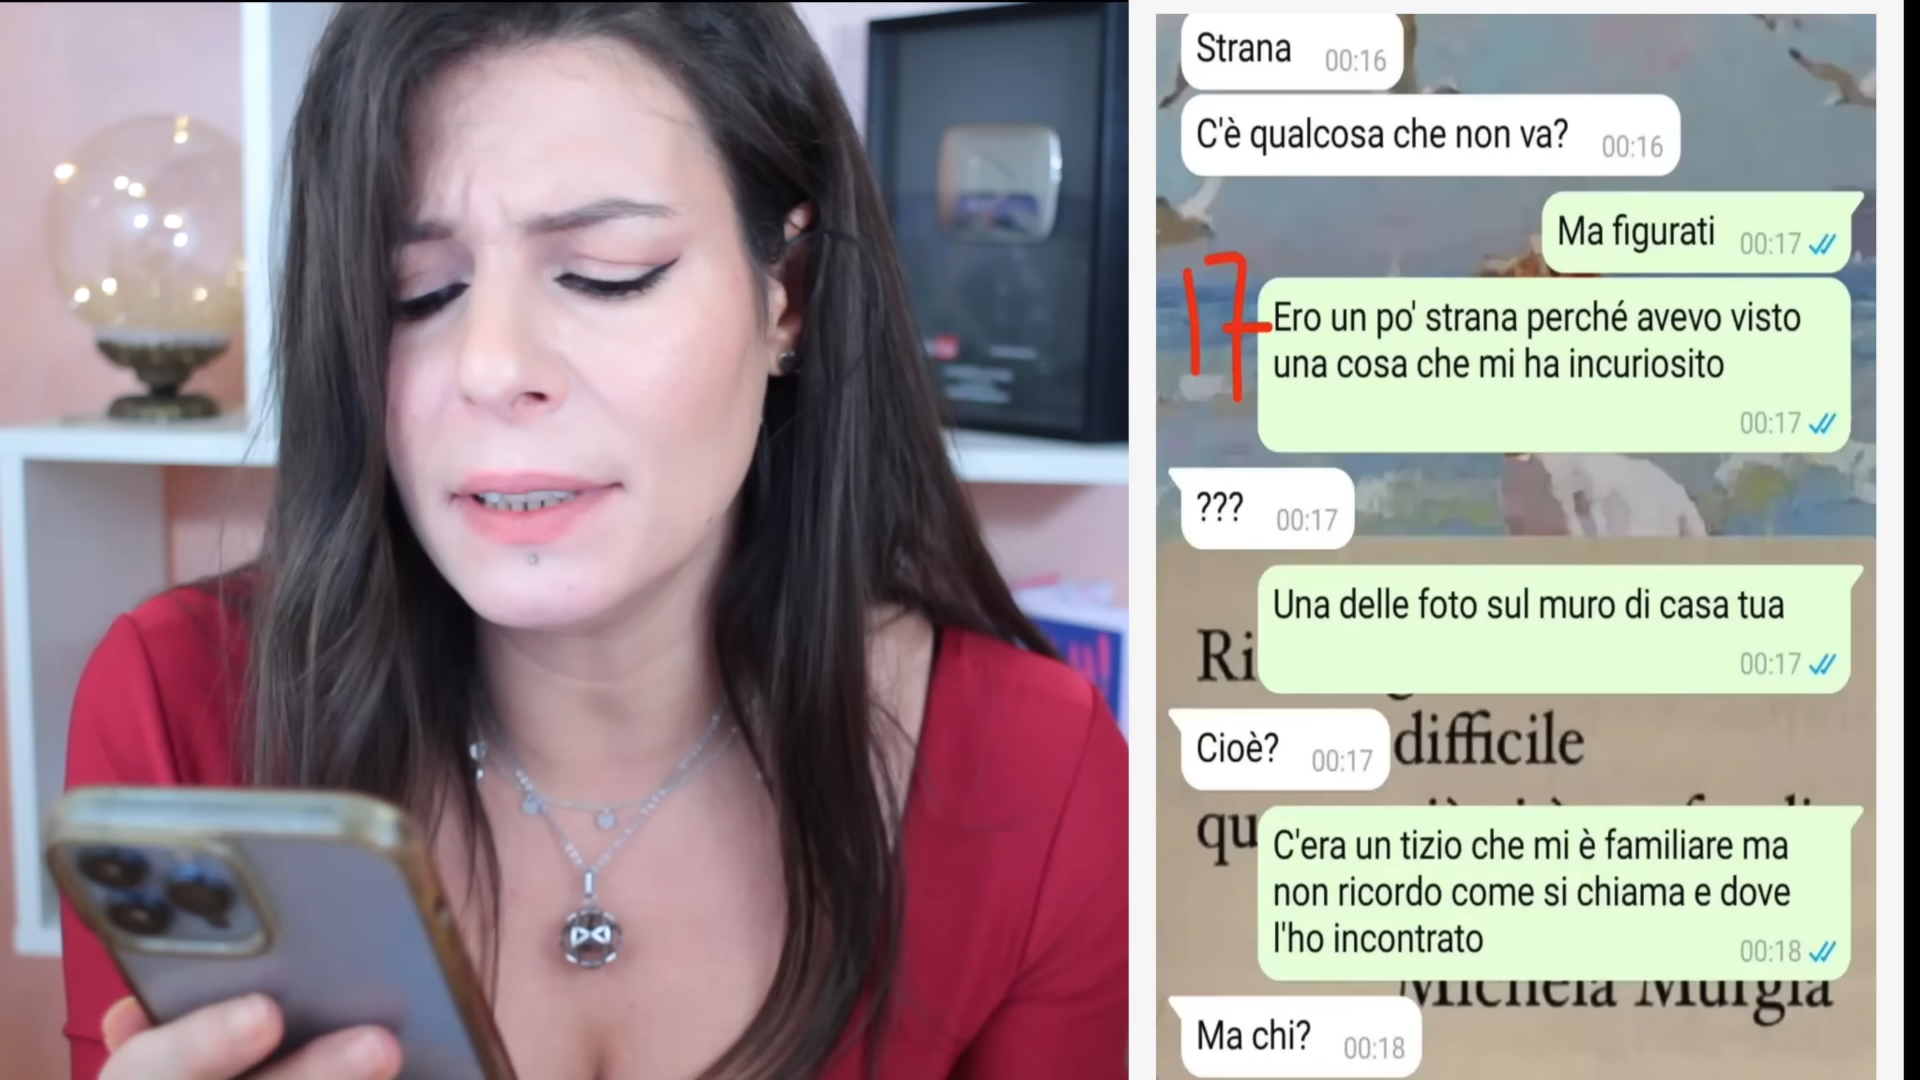 Strana 00:16
C'è qualcosa che non va? 00:16
Ma figurati 00:17
17
Ero un po' strana perché avevo visto
una cosa che mi ha incuriosito
00:17
??? 00:17
Una delle foto sul muro di casa tua
00:17
Ri
Cioè? 00:17
difficile
qu
C'era un tizio che mi è familiare ma
non ricordo come si chiama e dove
l'ho incontrato 00:18
Michela Murgia
Ma chi? 00:18